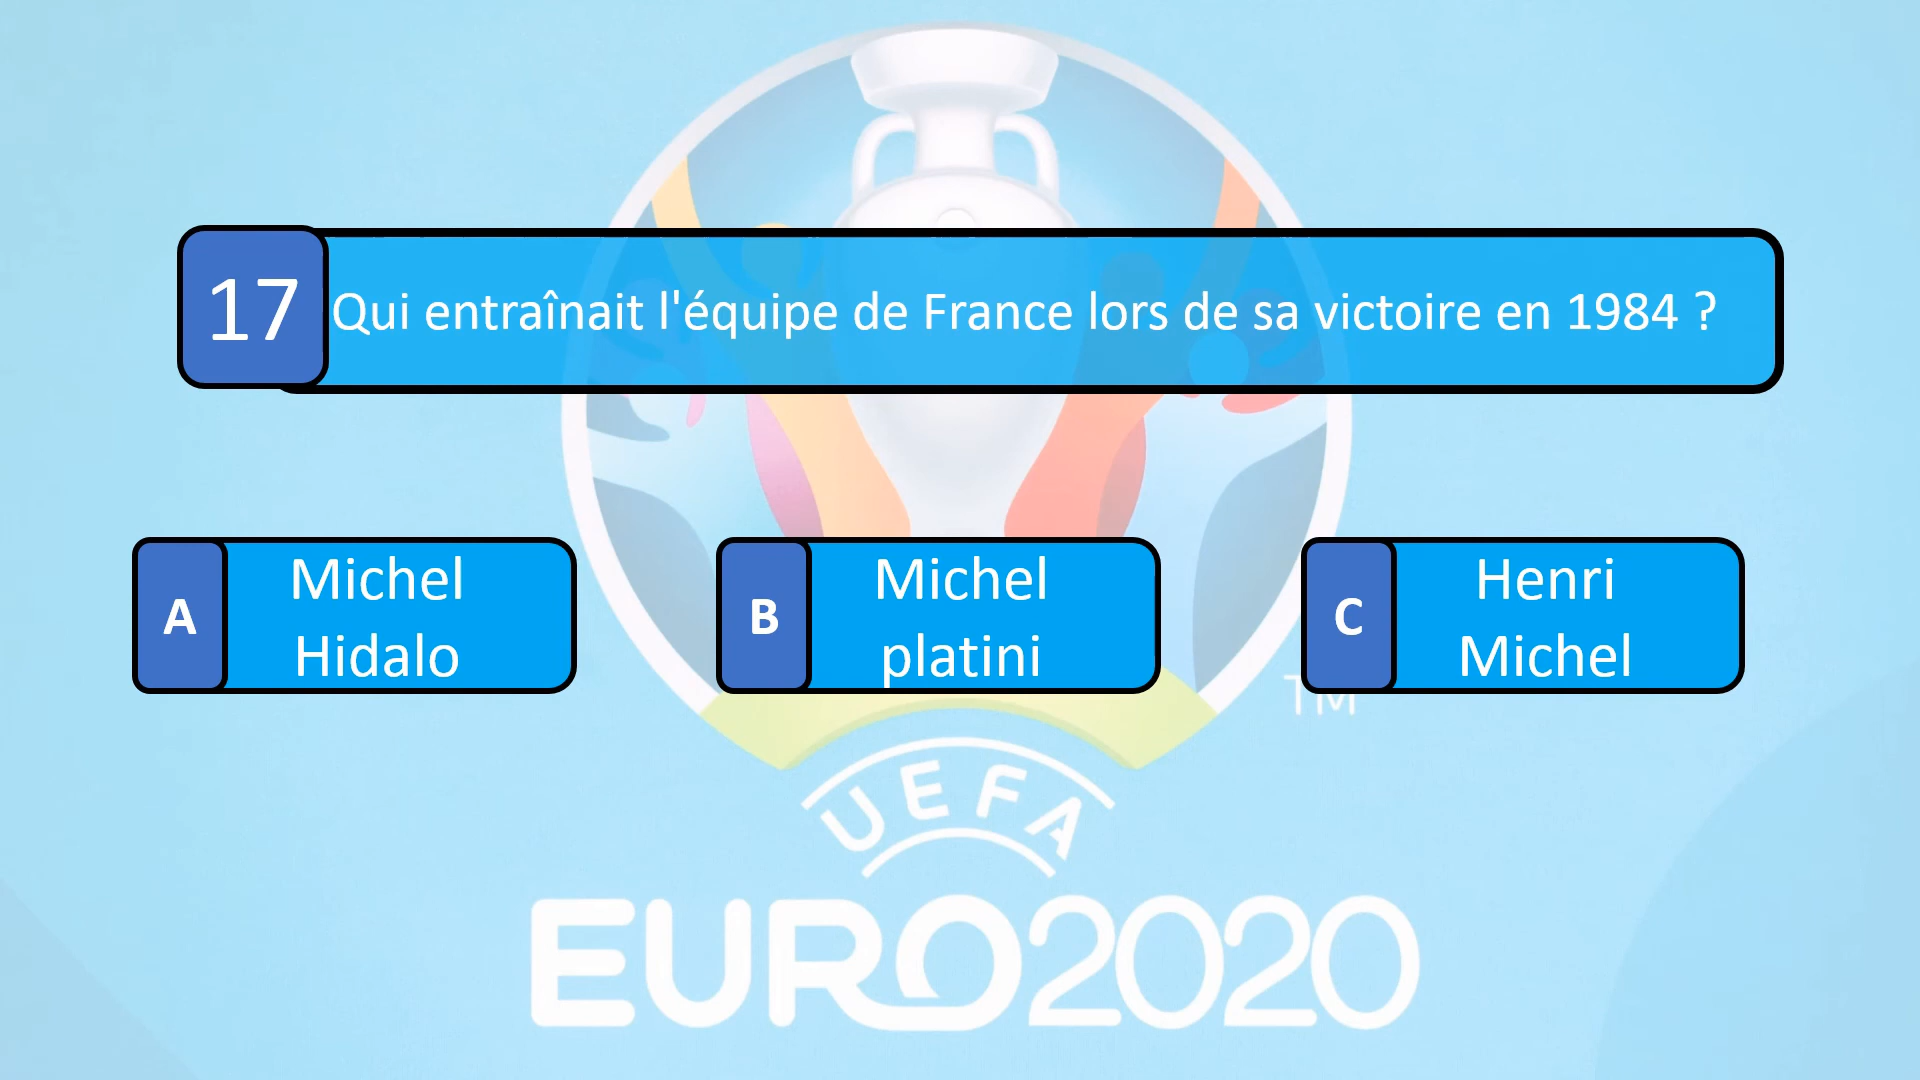 17
Qui entraînait l'équipe de France lors de sa victoire en 1984 ?
A
Michel
Hidalo
B
Michel
platini
C
Henri
Michel
TM
UEFA
EURO2020